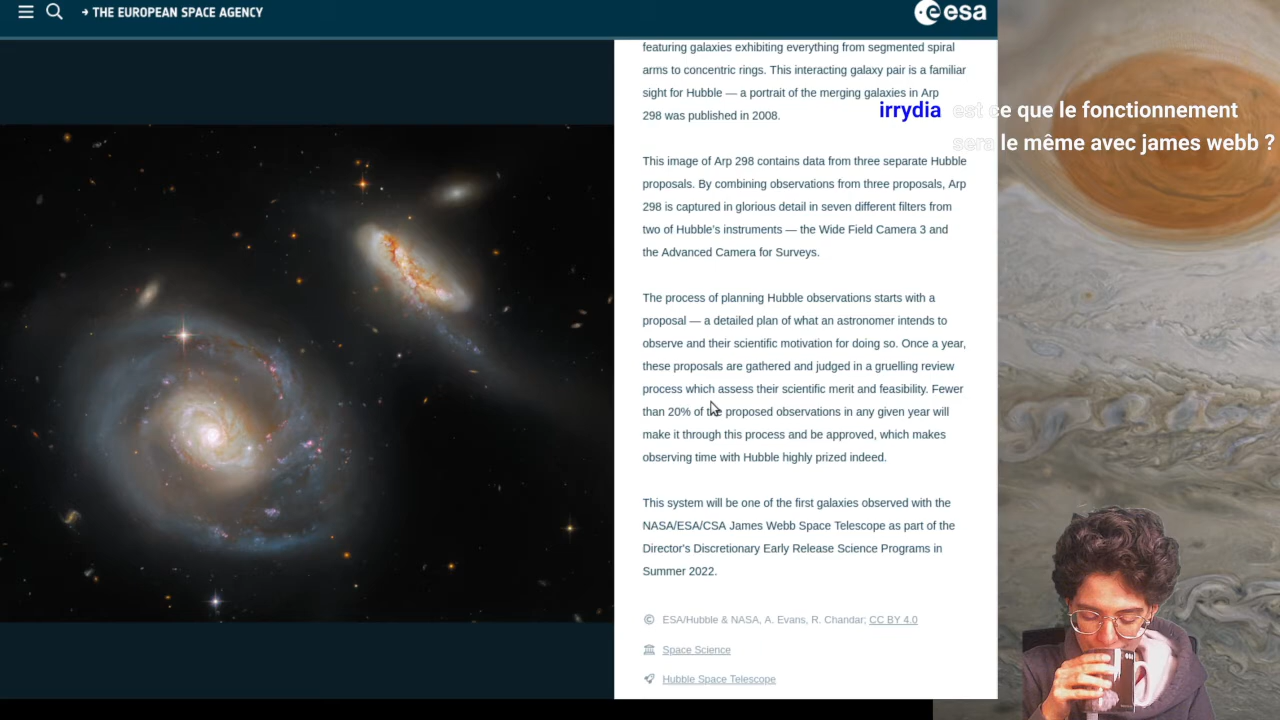 → THE EUROPEAN SPACE AGENCY
esa
featuring galaxies exhibiting everything from segmented spiral
arms to concentric rings. This interacting galaxy pair is a familiar
sight for Hubble — a portrait of the merging galaxies in Arp
298 was published in 2008.
irrydia est ce que le fonctionnement
sera le même avec james webb ?
This image of Arp 298 contains data from three separate Hubble
proposals. By combining observations from three proposals, Arp
298 is captured in glorious detail in seven different filters from
two of Hubble's instruments — the Wide Field Camera 3 and
the Advanced Camera for Surveys.
The process of planning Hubble observations starts with a
proposal — a detailed plan of what an astronomer intends to
observe and their scientific motivation for doing so. Once a year,
these proposals are gathered and judged in a gruelling review
process which assess their scientific merit and feasibility. Fewer
than 20% of the proposed observations in any given year will
make it through this process and be approved, which makes
observing time with Hubble highly prized indeed.
This system will be one of the first galaxies observed with the
NASA/ESA/CSA James Webb Space Telescope as part of the
Director's Discretionary Early Release Science Programs in
Summer 2022.
© ESA/Hubble & NASA, A. Evans, R. Chandar; CC BY 4.0
Space Science
Hubble Space Telescope